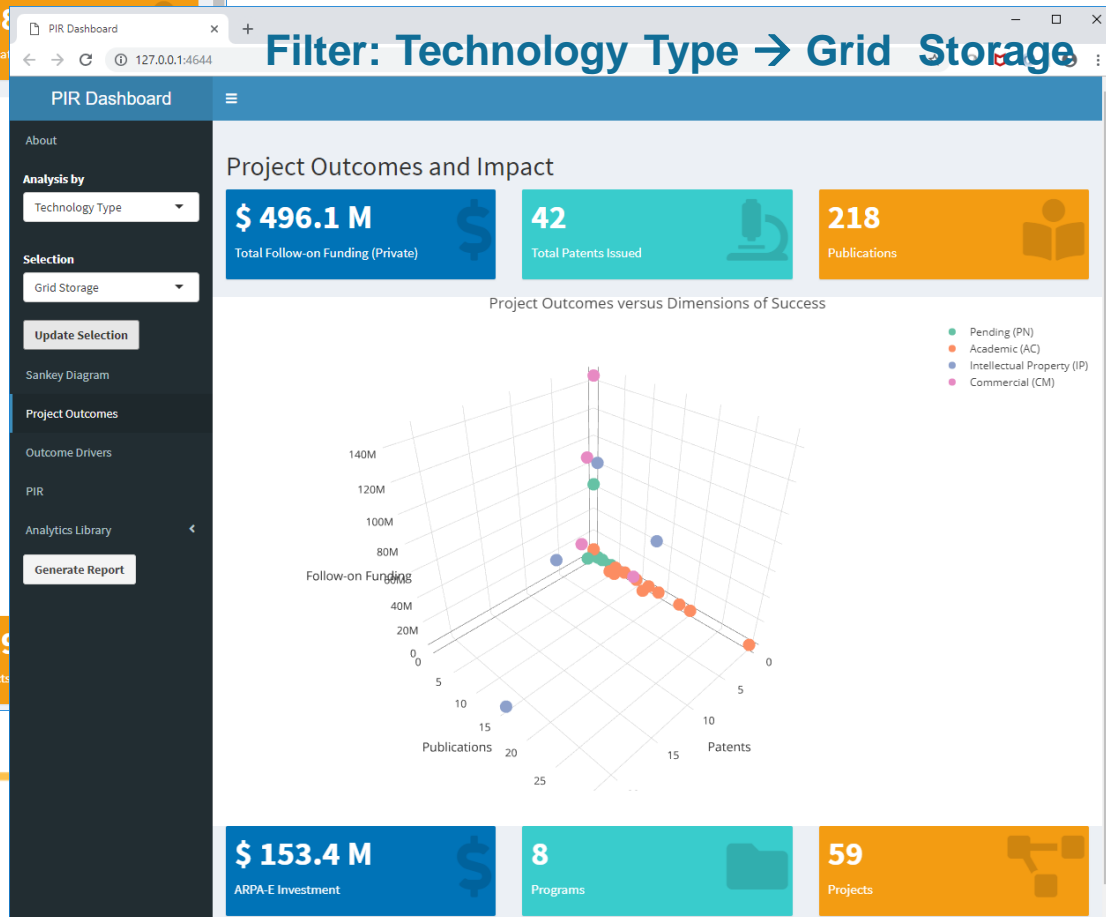 PIR Dashboard
Filter: Technology Type → Grid Storage
127.0.0.1:4644
PIR Dashboard
About
Analysis by
Technology Type
Selection
Grid Storage
Update Selection
Sankey Diagram
Project Outcomes
Outcome Drivers
PIR
Analytics Library
Generate Report
Project Outcomes and Impact
$ 496.1 M
Total Follow-on Funding (Private)
42
Total Patents Issued
218
Publications
Project Outcomes versus Dimensions of Success
Pending (PN)
Academic (AC)
Intellectual Property (IP)
Commercial (CM)
140M
120M
100M
80M
Follow-on Funding
40M
20M
0
0
5
10
15
20
25
Publications
0
5
10
15
Patents
$ 153.4 M
ARPA-E Investment
8
Programs
59
Projects